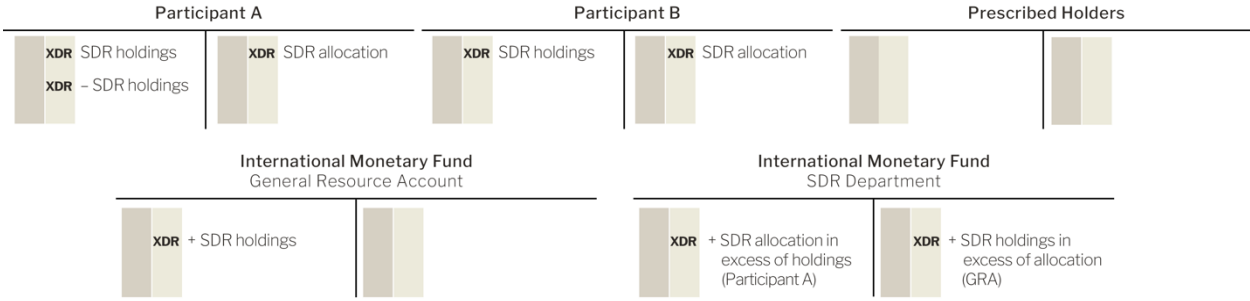 Participant A
Participant B
Prescribed Holders
XDR SDR holdings
XDR – SDR holdings
XDR SDR allocation
XDR SDR holdings
XDR SDR allocation
International Monetary Fund
General Resource Account
XDR + SDR holdings
International Monetary Fund
SDR Department
XDR + SDR allocation in
excess of holdings
(Participant A)
XDR + SDR holdings in
excess of allocation
(GRA)